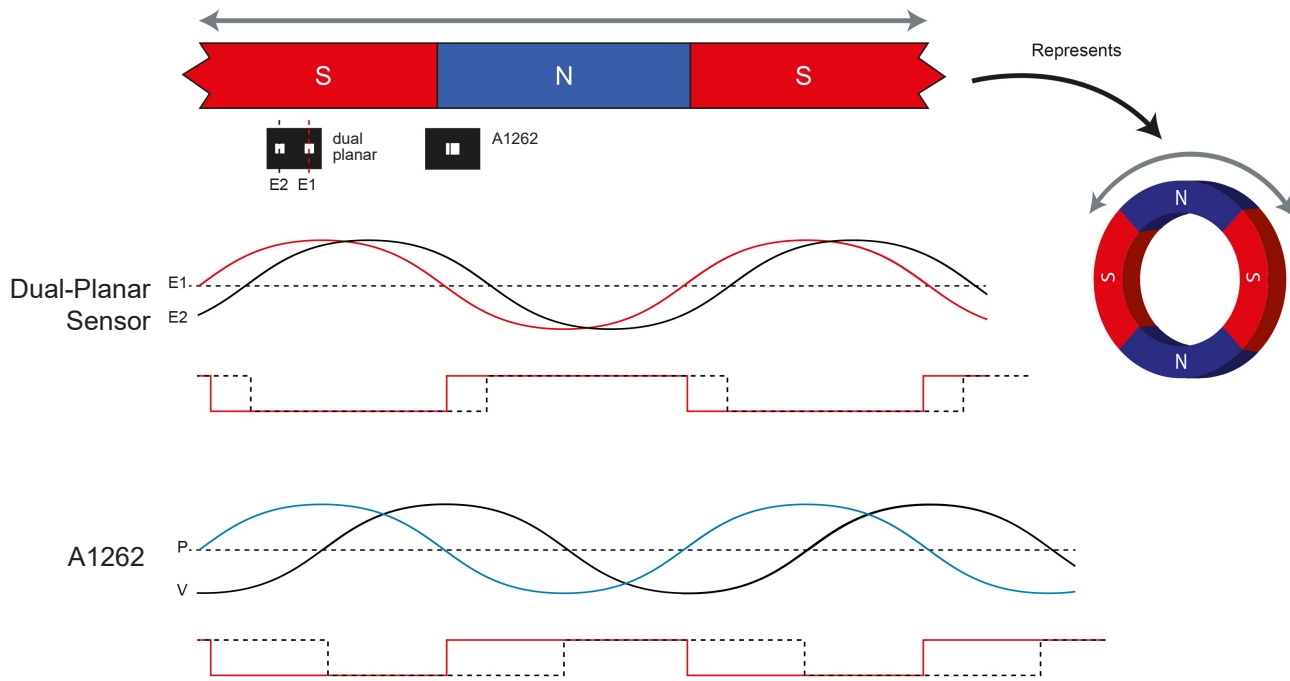 S N S
Represents
dual
planar
A1262
E2 E1
N
S
S
N
Dual-Planar
Sensor
E1
E2
A1262
P
V